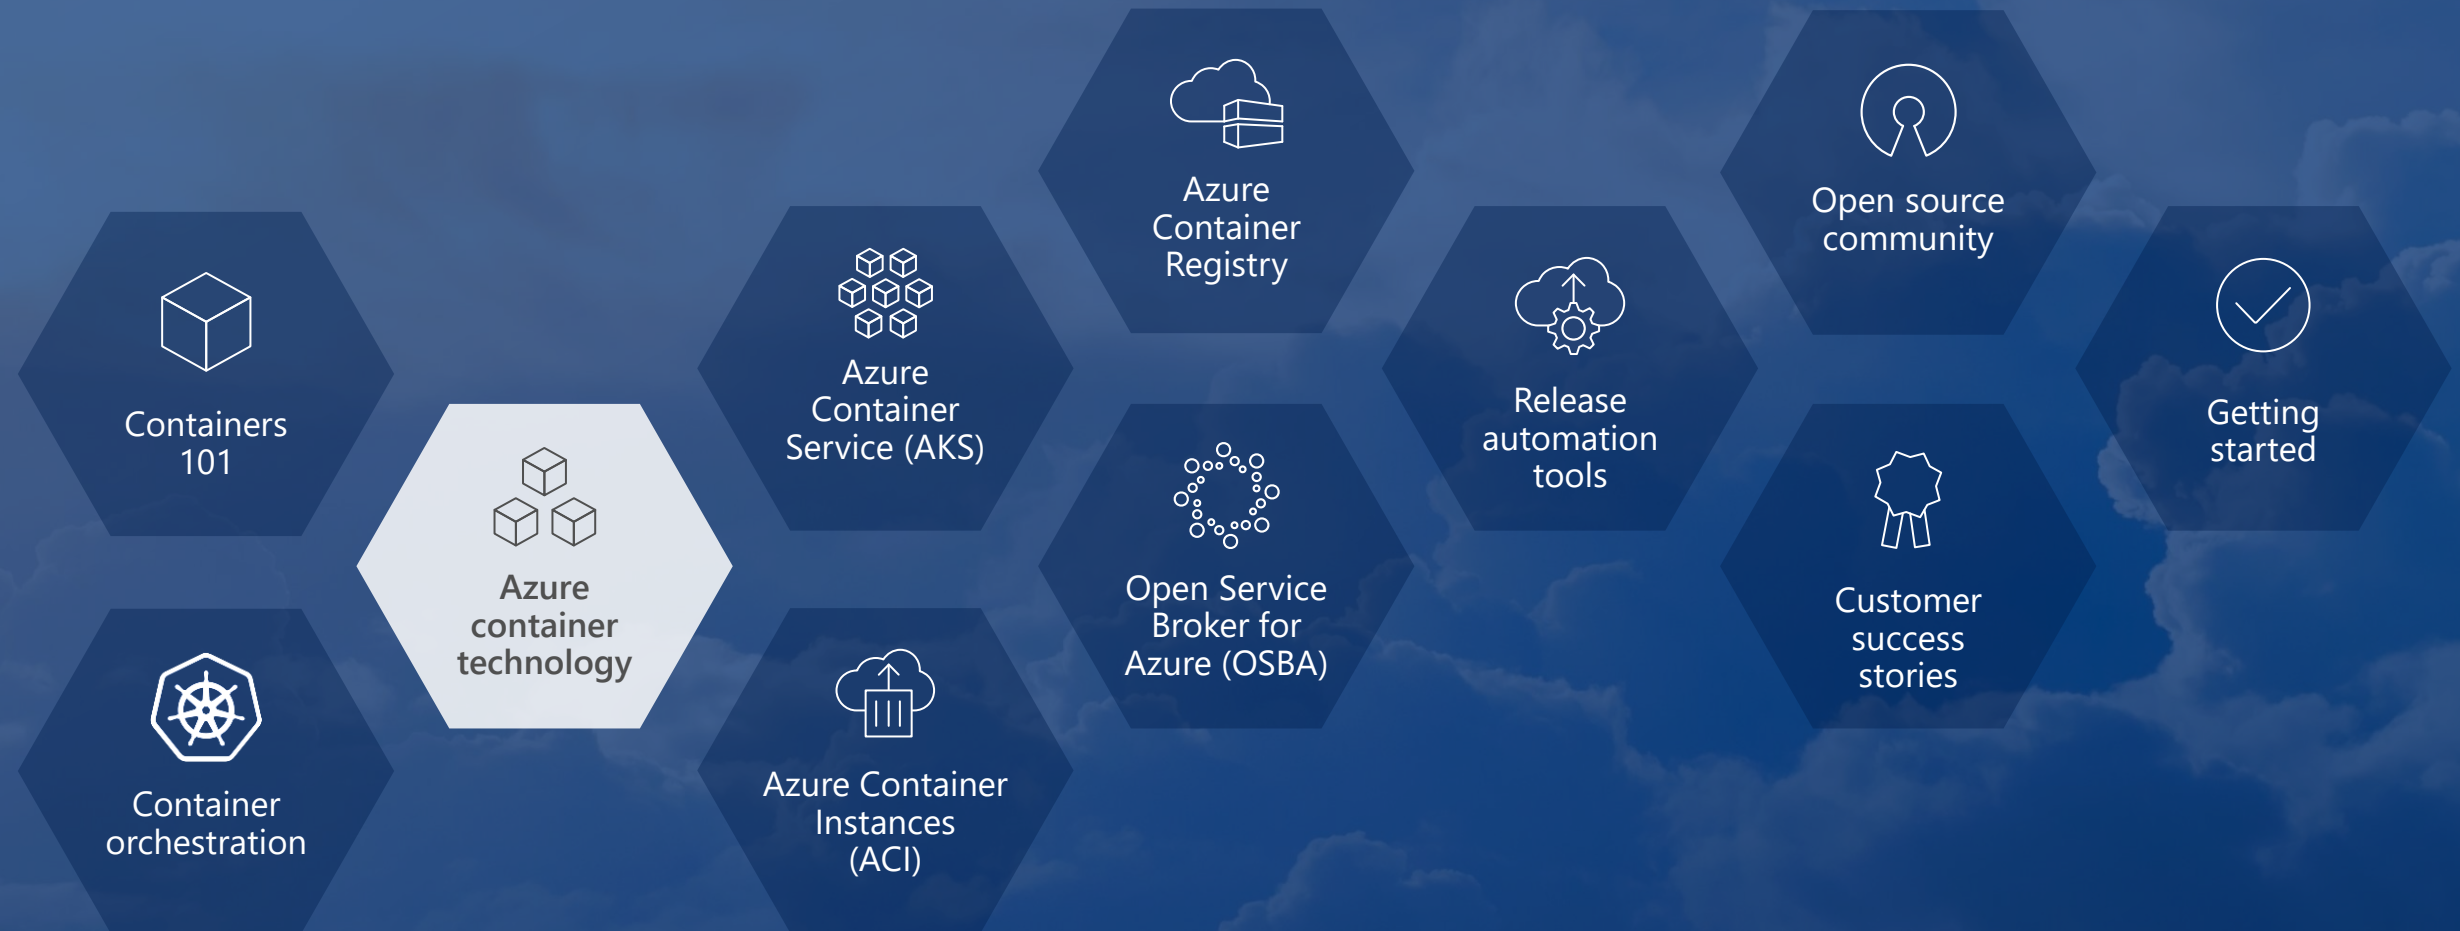 Containers
101
Container
orchestration
Azure
container
technology
Azure
Container
Service (AKS)
Azure Container
Instances
(ACI)
Azure
Container
Registry
Open Service
Broker for
Azure (OSBA)
Release
automation
tools
Open source
community
Customer
success
stories
Getting
started